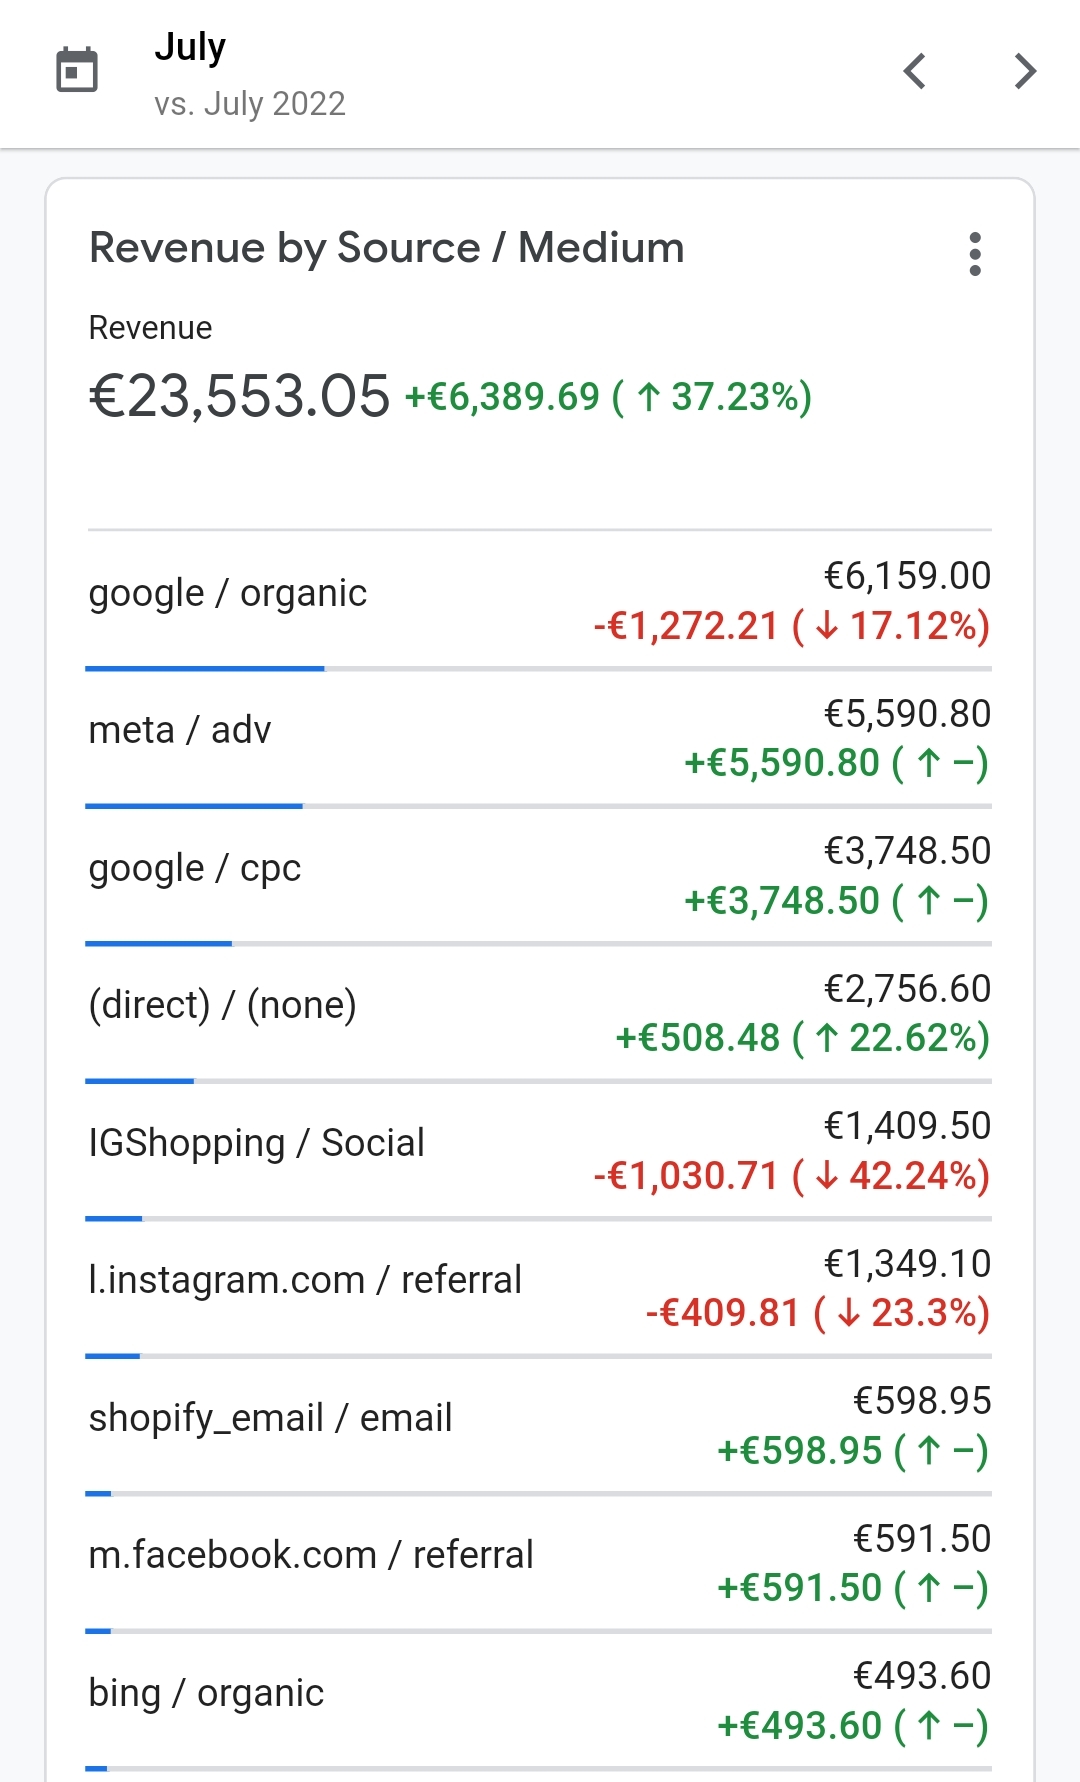 July
vs. July 2022
Revenue by Source / Medium
Revenue
€23,553.05 +€6,389.69 ( ↑ 37.23%)
google / organic
€6,159.00
-€1,272.21 ( ↓ 17.12%)
meta / adv
€5,590.80
+€5,590.80 ( ↑ –)
google / cpc
€3,748.50
+€3,748.50 ( ↑ –)
(direct) / (none)
€2,756.60
+€508.48 ( ↑ 22.62%)
IGShopping / Social
€1,409.50
-€1,030.71 ( ↓ 42.24%)
l.instagram.com / referral
€1,349.10
-€409.81 ( ↓ 23.3%)
shopify_email / email
€598.95
+€598.95 ( ↑ –)
m.facebook.com / referral
€591.50
+€591.50 ( ↑ –)
bing / organic
€493.60
+€493.60 ( ↑ –)